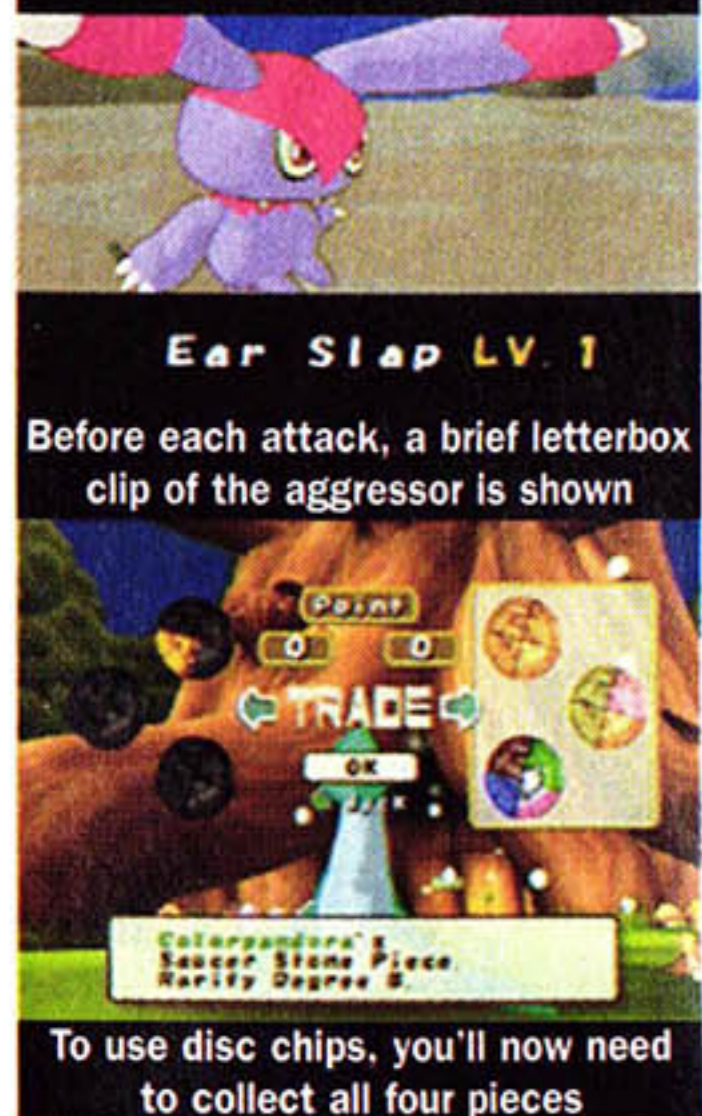 Ear Slap LV. 1
Before each attack, a brief letterbox
clip of the aggressor is shown
Point
0 0
TRADE
OK
Colorpandora's
Saucer Stone Piece.
Rarity Degree B.
To use disc chips, you'll now need
to collect all four pieces